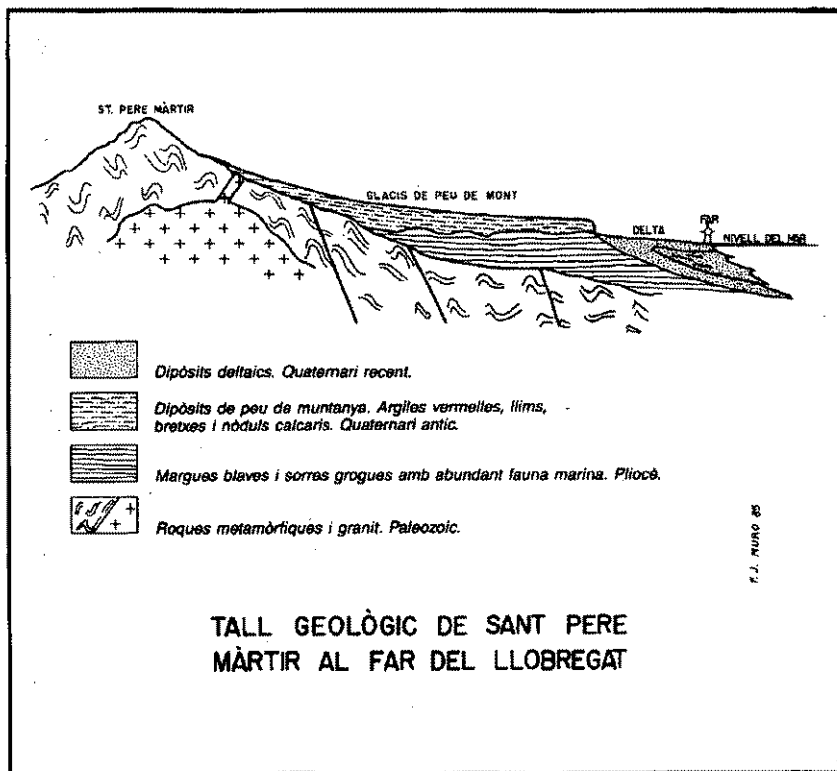 ST. PERE MÀRTIR
GLACIS DE PEU DE MONT
DELTA
FAR
NIVELL DEL MAR
Dipòsits deltaics. Quaternari recent.
Dipòsits de peu de muntanya. Argiles vermelles, llims,
bretxes i nòduls calcaris. Quaternari antic.
Margues blaves i sorres grogues amb abundant fauna marina. Pliocè.
Roques metamòrfiques i granit. Paleozoic.
F. J. MURO 85
TALL GEOLÒGIC DE SANT PERE
MÀRTIR AL FAR DEL LLOBREGAT